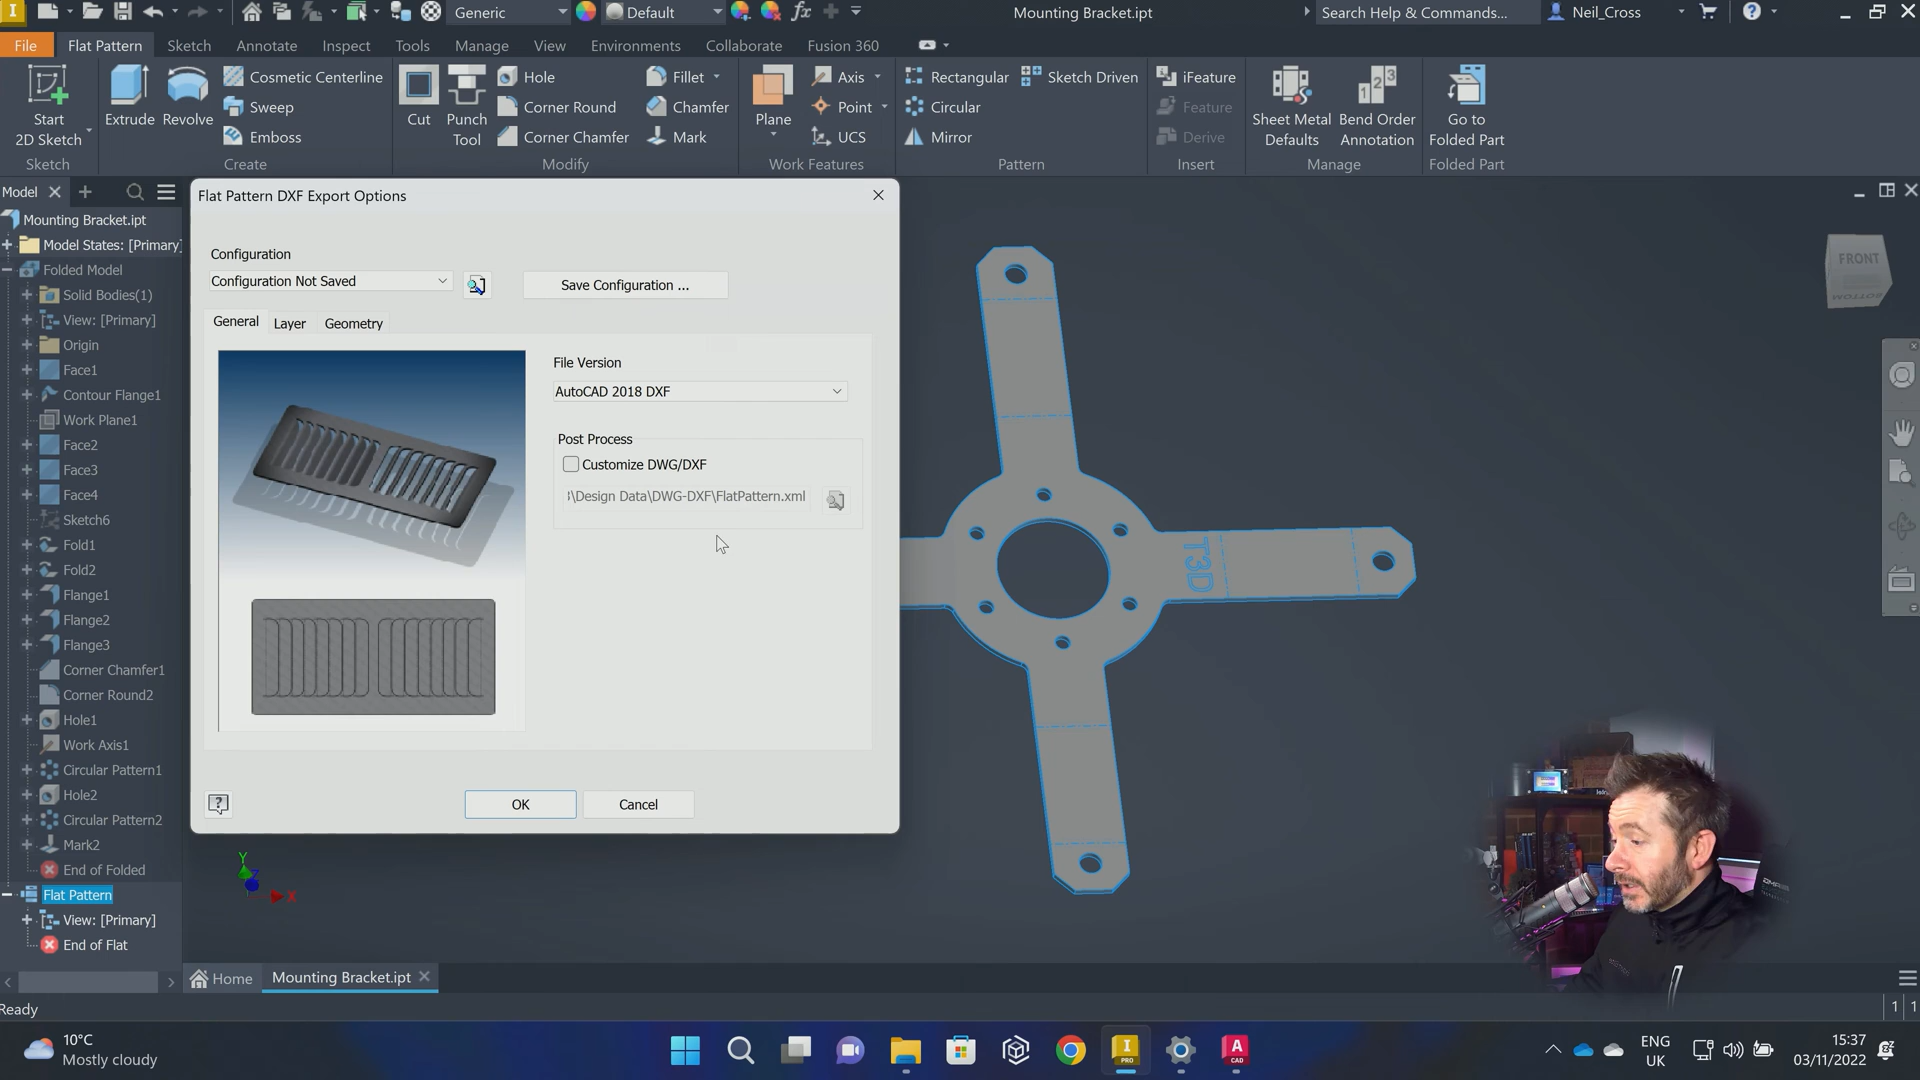 Generic
Default
Mounting Bracket.ipt
Search Help & Commands...
Neil_Cross
File
Flat Pattern
Sketch
Annotate
Inspect
Tools
Manage
View
Environments
Collaborate
Fusion 360
Start
2D Sketch
Sketch
Extrude
Revolve
Cosmetic Centerline
Sweep
Emboss
Create
Cut
Punch
Tool
Hole
Corner Round
Corner Chamfer
Fillet
Chamfer
Mark
Modify
Plane
Axis
Point
UCS
Work Features
Rectangular
Circular
Mirror
Sketch Driven
Pattern
iFeature
Feature
Derive
Insert
Sheet Metal
Defaults
Bend Order
Annotation
Manage
Go to
Folded Part
Folded Part
Model
Mounting Bracket.ipt
Model States: [Primary]
Folded Model
Solid Bodies(1)
View: [Primary]
Origin
Face1
Contour Flange1
Work Plane1
Face2
Face3
Face4
Sketch6
Fold1
Fold2
Flange1
Flange2
Flange3
Corner Chamfer1
Corner Round2
Hole1
Work Axis1
Circular Pattern1
Hole2
Circular Pattern2
Mark2
End of Folded
Flat Pattern
View: [Primary]
End of Flat
Flat Pattern DXF Export Options
Configuration
Configuration Not Saved
Save Configuration ...
General
Layer
Geometry
File Version
AutoCAD 2018 DXF
Post Process
Customize DWG/DXF
\Design Data\DWG-DXF\FlatPattern.xml
OK
Cancel
T3D
FRONT
BOTTOM
Y
Z
X
Home
Mounting Bracket.ipt
Ready
1
1
10°C
Mostly cloudy
I
PRO
A
CAD
ENG
UK
15:37
03/11/2022